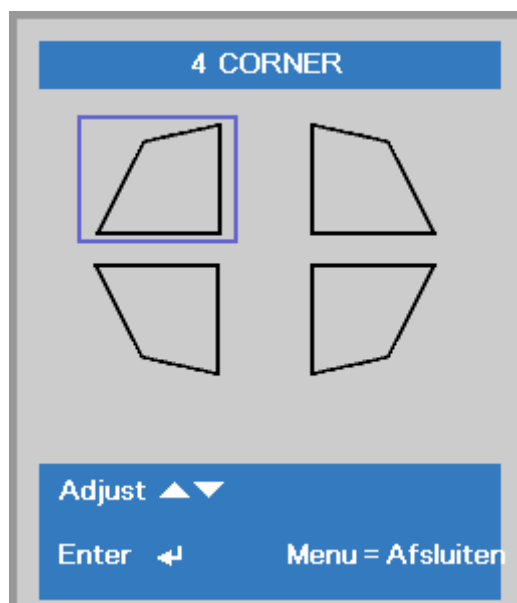 4 CORNER
Adjust ▲▼
Enter ↵
Menu = Afsluiten